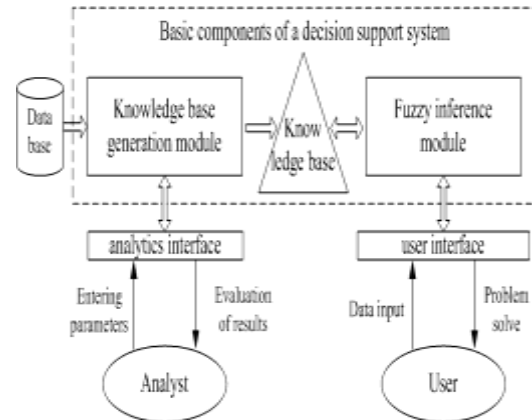 Basic components of a decision support system
Data
base
Knowledge base
generation module
Know
ledge base
Fuzzy inference
module
analytics interface
user interface
Entering
parameters
Evaluation
of results
Data input
Problem
solve
Analyst
User